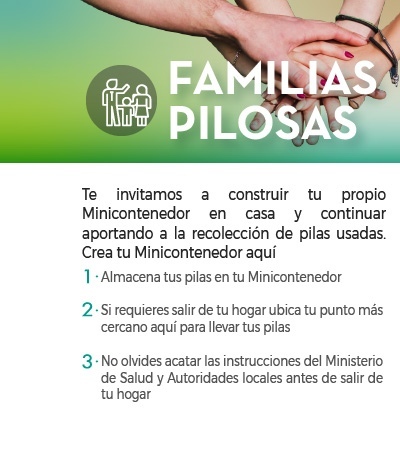 FAMILIAS
PILOSAS
Te invitamos a construir tu propio
Minicontenedor en casa y continuar
aportando a la recolección de pilas usadas.
Crea tu Minicontenedor aquí
1· Almacena tus pilas en tu Minicontenedor
2· Si requieres salir de tu hogar ubica tu punto más
cercano aquí para llevar tus pilas
3· No olvides acatar las instrucciones del Ministerio
de Salud y Autoridades locales antes de salir de
tu hogar